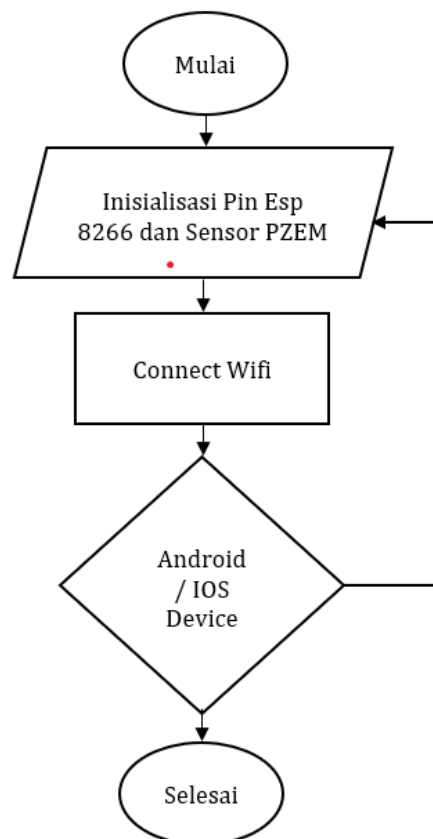 Mulai
Inisialisasi Pin Esp
8266 dan Sensor PZEM
Connect Wifi
Android
/ IOS
Device
Selesai